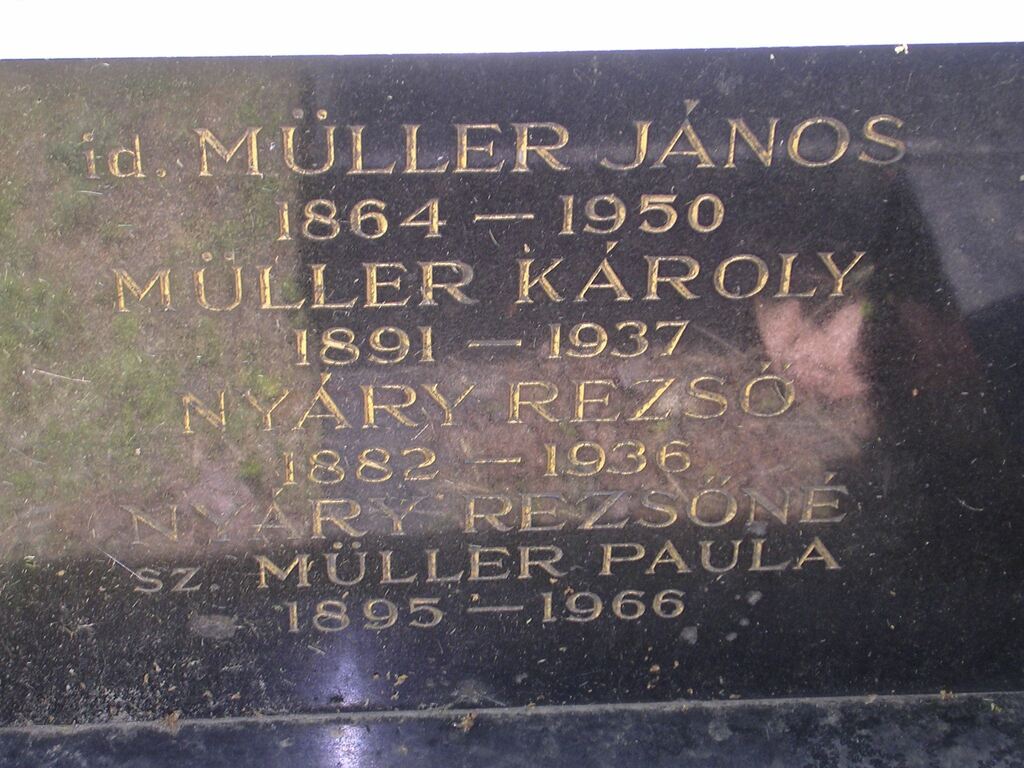 id. MÜLLER JÁNOS
1864 — 1950
MÜLLER KÁROLY
1891 — 1937
NYÁRY REZSŐ
1882 — 1936
NYÁRY REZSŐNÉ
sz. MÜLLER PAULA
1895 — 1966